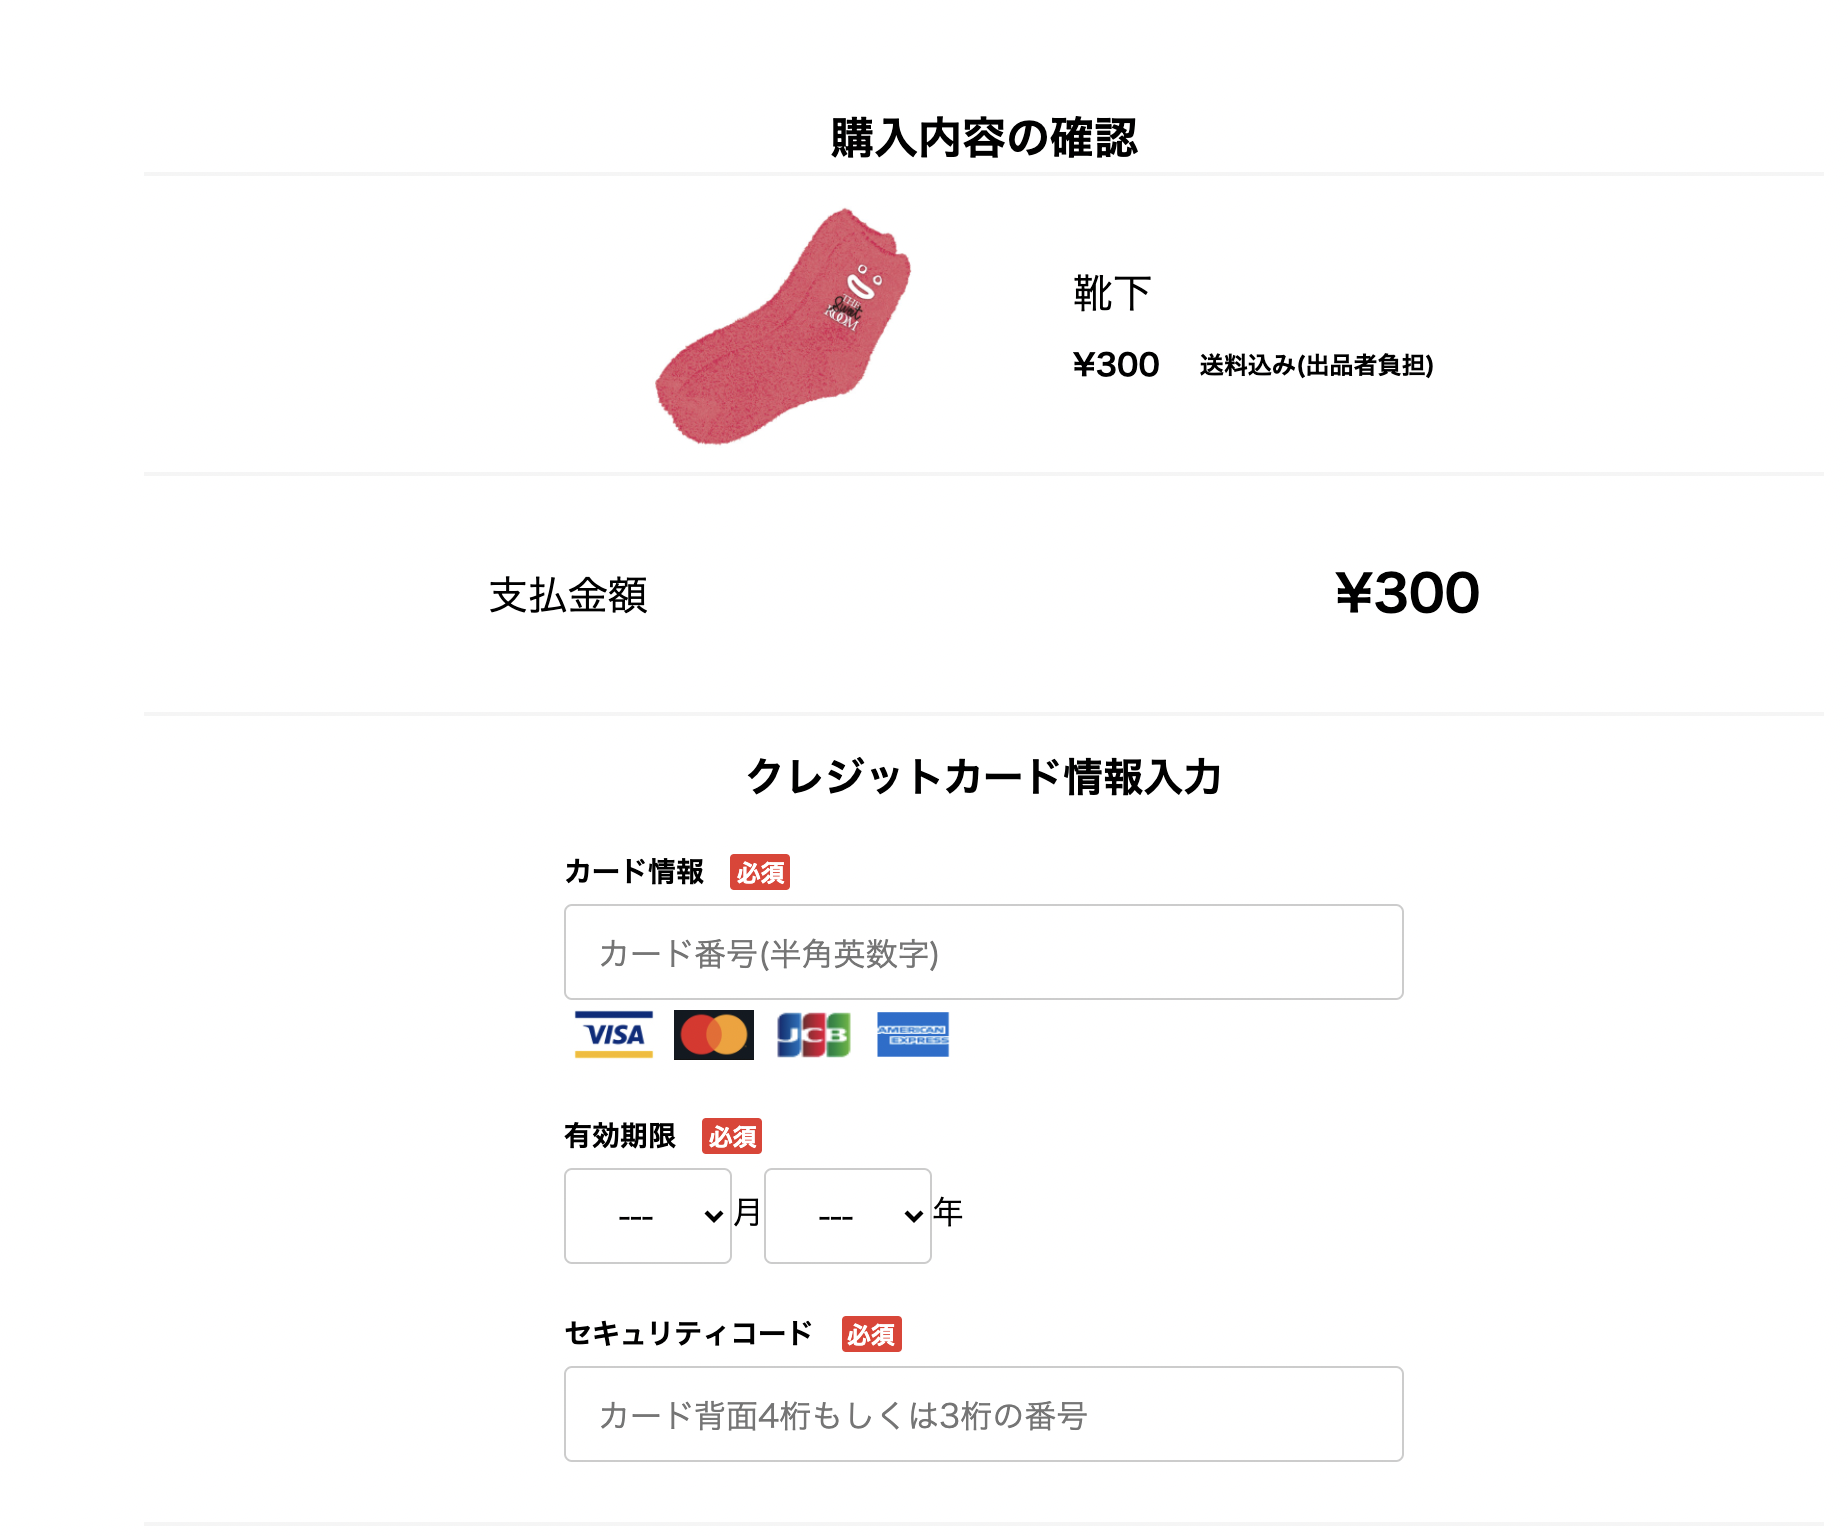 購入内容の確認
THE
Sweet
ROOM
靴下
¥300 送料込み(出品者負担)
支払金額 ¥300
クレジットカード情報入力
カード情報 必須
カード番号(半角英数字)
VISA JCB AMERICAN EXPRESS
有効期限 必須
--- 月 --- 年
セキュリティコード 必須
カード背面4桁もしくは3桁の番号